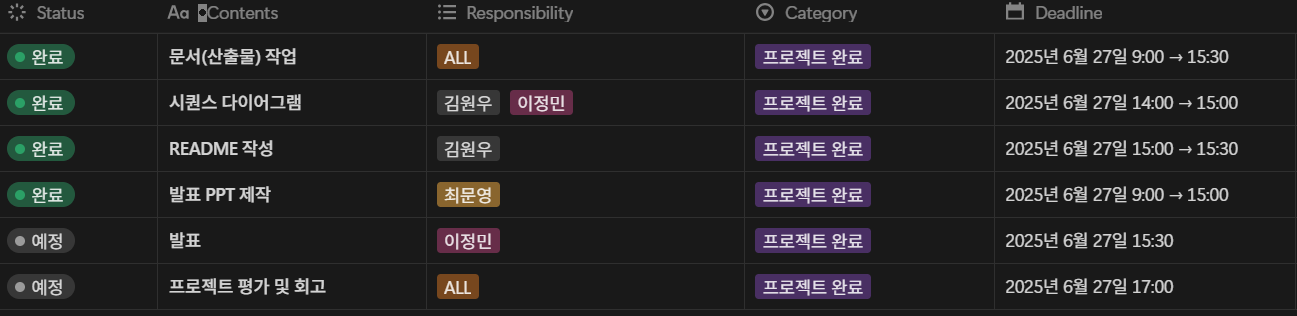 Status Aa Contents Responsibility Category Deadline
완료 문서(산출물) 작업 ALL 프로젝트 완료 2025년 6월 27일 9:00 → 15:30
완료 시퀀스 다이어그램 김원우 이정민 프로젝트 완료 2025년 6월 27일 14:00 → 15:00
완료 README 작성 김원우 프로젝트 완료 2025년 6월 27일 15:00 → 15:30
완료 발표 PPT 제작 최문영 프로젝트 완료 2025년 6월 27일 9:00 → 15:00
예정 발표 이정민 프로젝트 완료 2025년 6월 27일 15:30
예정 프로젝트 평가 및 회고 ALL 프로젝트 완료 2025년 6월 27일 17:00